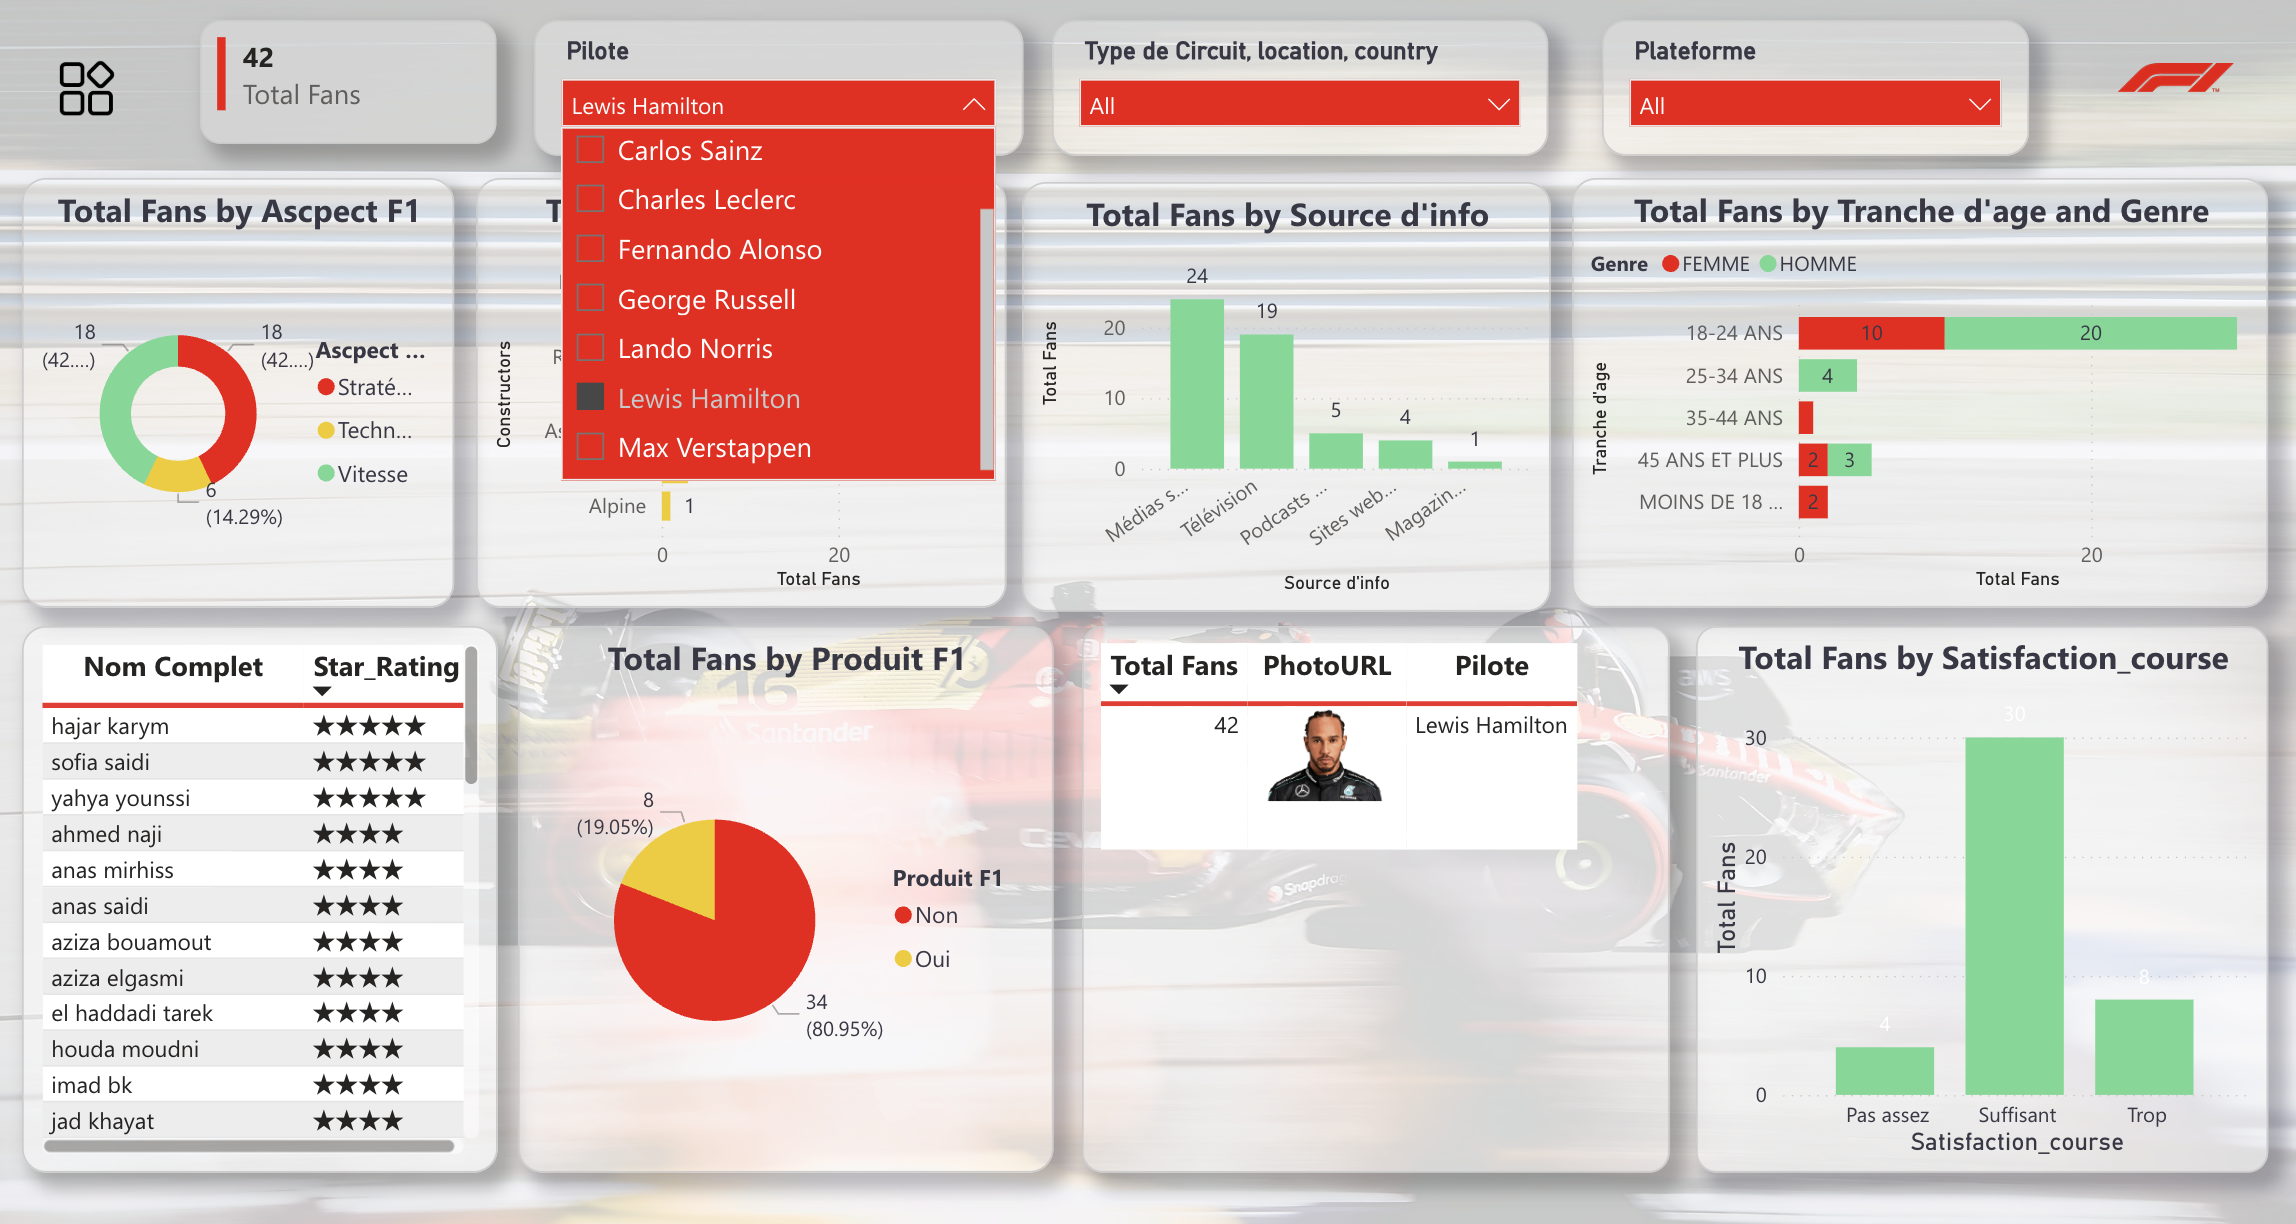 42
Total Fans
Pilote
Lewis Hamilton
Carlos Sainz
Charles Leclerc
Fernando Alonso
George Russell
Lando Norris
Lewis Hamilton
Max Verstappen
Type de Circuit, location, country
All
Plateforme
All
Total Fans by Ascpect F1
18
(42....)
18
(42....)
6
(14.29%)
Ascpect ...
Straté...
Techn...
Vitesse
T
Constructors
R
As
Alpine
1
0
20
Total Fans
Total Fans by Source d'info
Total Fans
20
10
0
24
19
5
4
1
Médias s...
Télévision
Podcasts ...
Sites web...
Magazin...
Source d'info
Total Fans by Tranche d'age and Genre
Genre FEMME HOMME
Tranche d'age
18-24 ANS 10 20
25-34 ANS 4
35-44 ANS
45 ANS ET PLUS 2 3
MOINS DE 18 ... 2
0 20
Total Fans
Nom Complet Star_Rating
hajar karym ★★★★★
sofia saidi ★★★★★
yahya younssi ★★★★★
ahmed naji ★★★★
anas mirhiss ★★★★
anas saidi ★★★★
aziza bouamout ★★★★
aziza elgasmi ★★★★
el haddadi tarek ★★★★
houda moudni ★★★★
imad bk ★★★★
jad khayat ★★★★
Total Fans by Produit F1
8
(19.05%)
34
(80.95%)
Produit F1
Non
Oui
16
Santander
Snapdra
Total Fans PhotoURL Pilote
42 Lewis Hamilton
aws
Santander
Total Fans by Satisfaction_course
Total Fans
30
20
10
0
4
30
8
Pas assez
Suffisant
Trop
Satisfaction_course